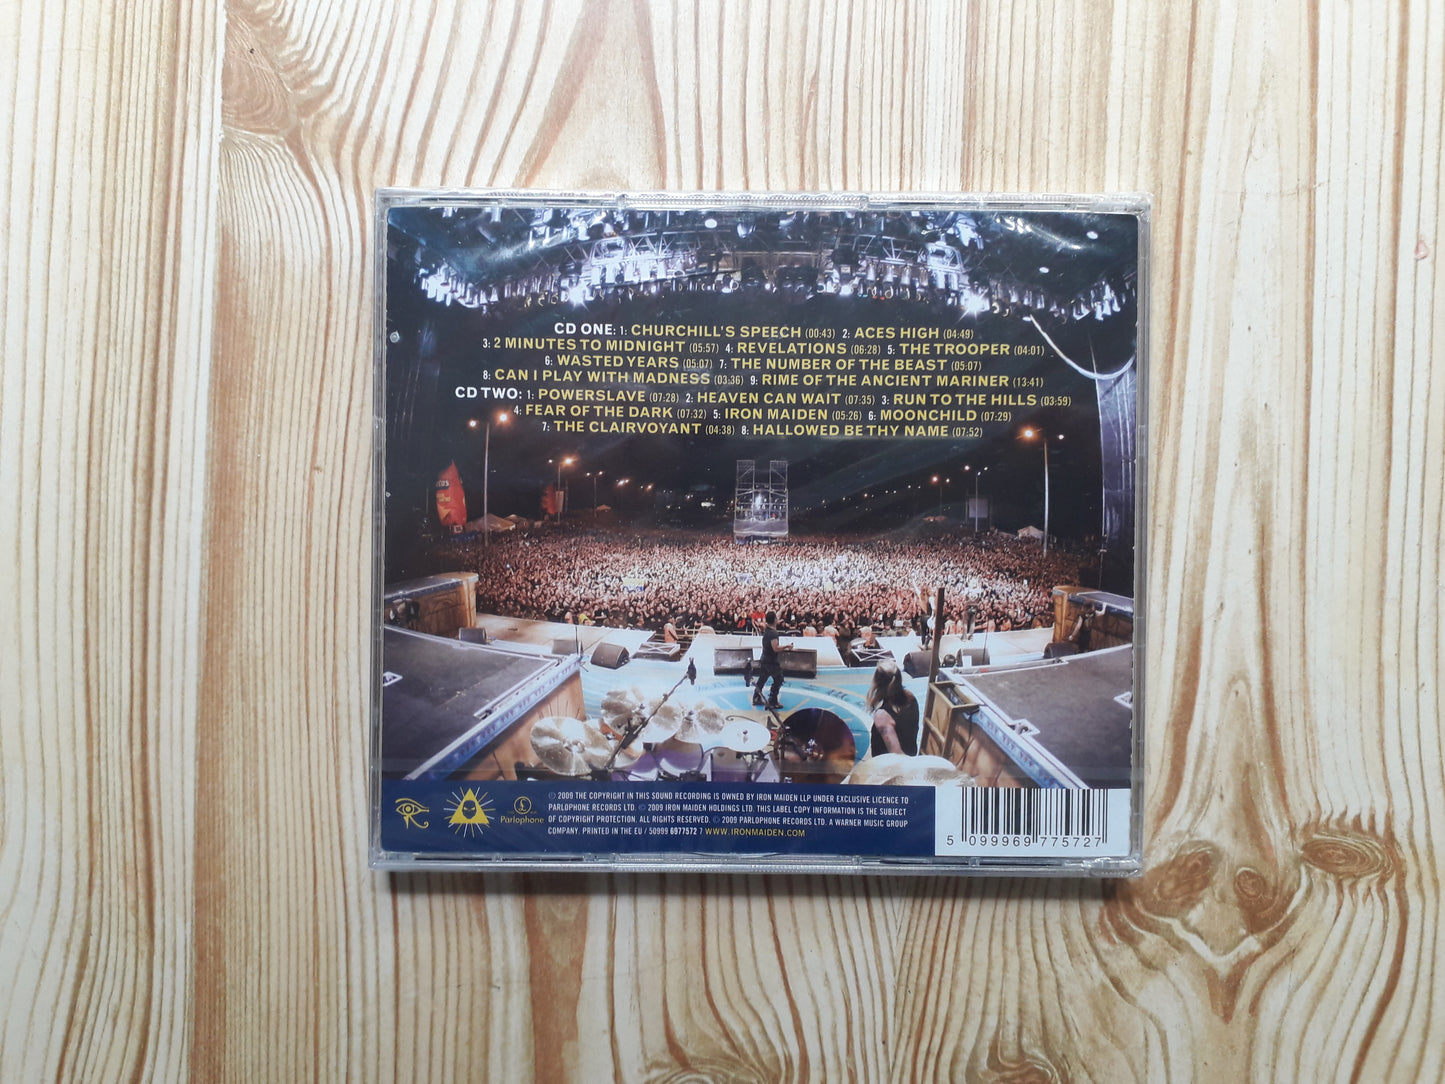 CD ONE: 1: CHURCHILL'S SPEECH (00:43) 2: ACES HIGH (04:49)
3: 2 MINUTES TO MIDNIGHT (05:57) 4: REVELATIONS (06:28) 5: THE TROOPER (04:01)
6: WASTED YEARS (05:07) 7: THE NUMBER OF THE BEAST (05:07)
8: CAN I PLAY WITH MADNESS (03:36) 9: RIME OF THE ANCIENT MARINER (13:41)
CD TWO: 1: POWERSLAVE (07:28) 2: HEAVEN CAN WAIT (07:35) 3: RUN TO THE HILLS (03:59)
4: FEAR OF THE DARK (07:32) 5: IRON MAIDEN (05:26) 6: MOONCHILD (07:29)
7: THE CLAIRVOYANT (04:38) 8: HALLOWED BE THY NAME (07:52)
Parlophone
℗ 2009 THE COPYRIGHT IN THIS SOUND RECORDING IS OWNED BY IRON MAIDEN LLP UNDER EXCLUSIVE LICENCE TO
PARLOPHONE RECORDS LTD. © 2009 IRON MAIDEN HOLDINGS LTD. THIS LABEL COPY INFORMATION IS THE SUBJECT
OF COPYRIGHT PROTECTION. ALL RIGHTS RESERVED. © 2009 PARLOPHONE RECORDS LTD. A WARNER MUSIC GROUP
COMPANY. PRINTED IN THE EU / 50999 6977572 7 WWW.IRONMAIDEN.COM
5 099969 775727